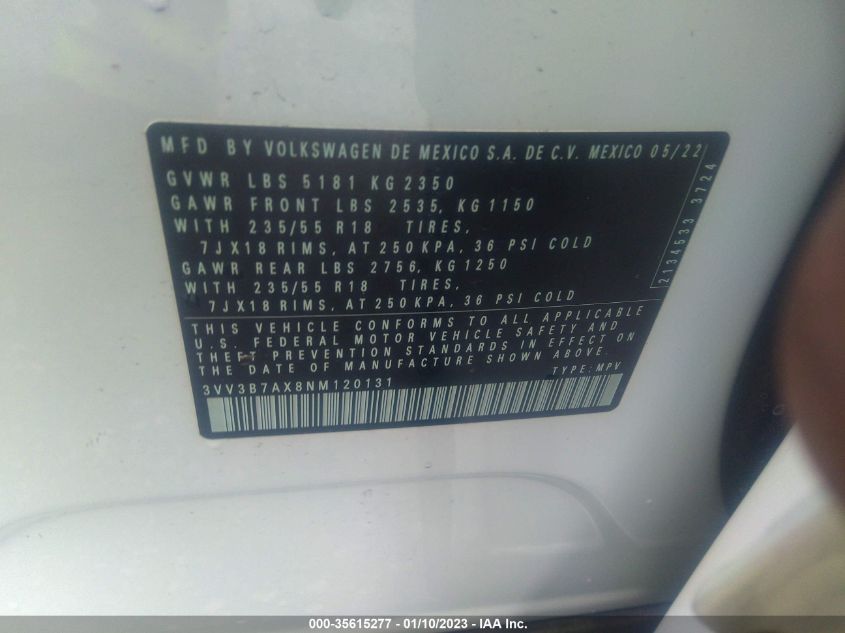 MFD BY VOLKSWAGEN DE MEXICO S.A. DE C.V. MEXICO 05/22
GVWR LBS 5181 KG 2350
GAWR FRONT LBS 2535, KG 1150
WITH 235/55 R18 TIRES,
7JX18 RIMS, AT 250 KPA, 36 PSI COLD
GAWR REAR LBS 2756, KG 1250
WITH 235/55 R18 TIRES,
7JX18 RIMS, AT 250 KPA, 36 PSI COLD
2134533 3724
THIS VEHICLE CONFORMS TO ALL APPLICABLE
U.S. FEDERAL MOTOR VEHICLE SAFETY AND
THEFT PREVENTION STANDARDS IN EFFECT ON
THE DATE OF MANUFACTURE SHOWN ABOVE.
3VV3B7AX8NM120131 TYPE: MPV
000-35615277 - 01/10/2023 - IAAI.COM